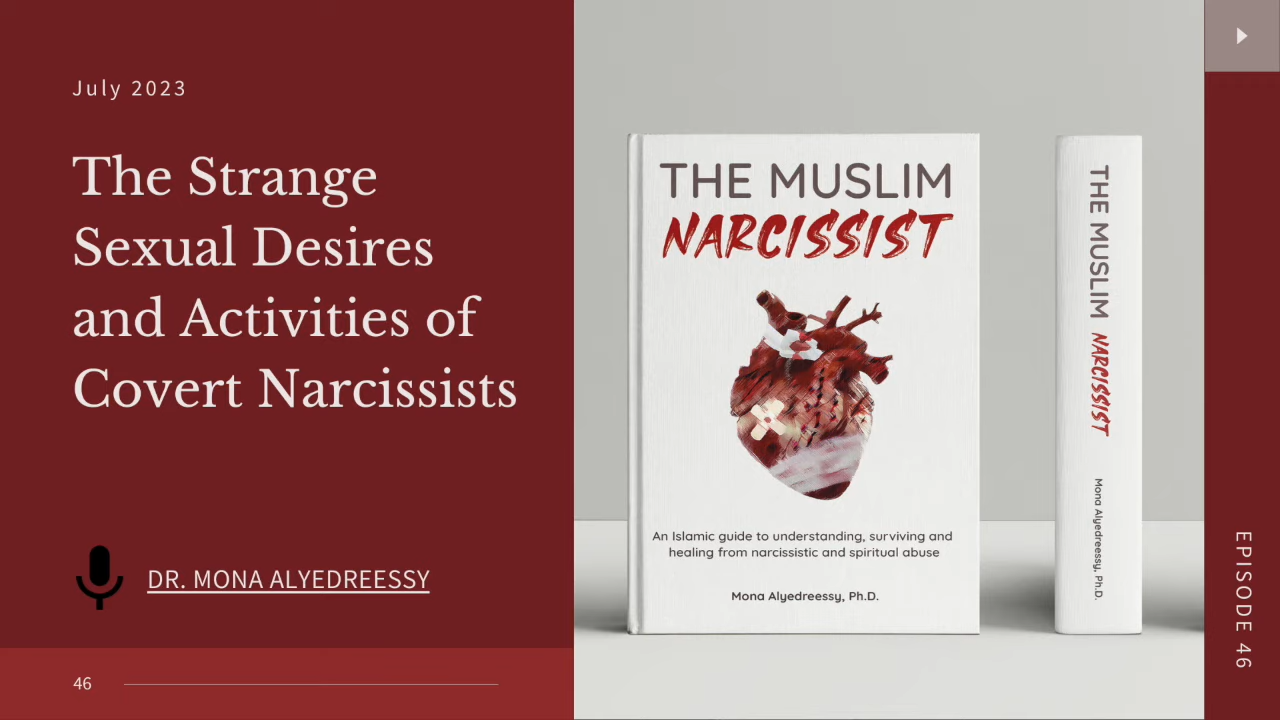 July 2023
The Strange
Sexual Desires
and Activities of
Covert Narcissists
DR. MONA ALYEDREESSY
46
THE MUSLIM
NARCISSIST
An Islamic guide to understanding, surviving and
healing from narcissistic and spiritual abuse
Mona Alyedreessy, Ph.D.
THE MUSLIM NARCISSIST
Mona Alyedreessy, Ph.D.
EPISODE 46